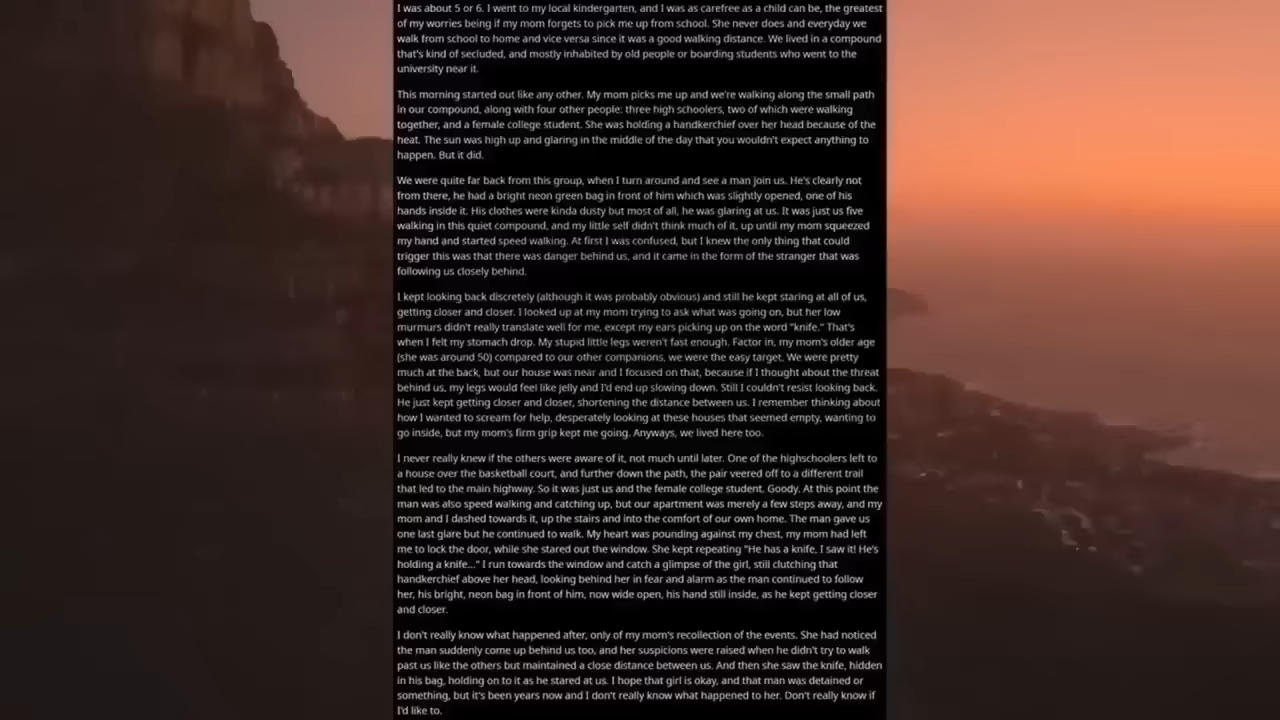 I was about 5 or 6. I went to my local kindergarten, and I was as carefree as a child can be, the greatest
of my worries being if my mom forgets to pick me up from school. She never does and everyday we
walk from school to home and vice versa since it was a good walking distance. We lived in a compound
that's kind of secluded, and mostly inhabited by old people or boarding students who went to the
university near it.
This morning started out like any other. My mom picks me up and we're walking along the small path
in our compound, along with four other people: three high schoolers, two of which were walking
together, and a female college student. She was holding a handkerchief over her head because of the
heat. The sun was high up and glaring in the middle of the day that you wouldn't expect anything to
happen. But it did.
We were quite far back from this group, when I turn around and see a man join us. He's clearly not
from there, he had a bright neon green bag in front of him which was slightly opened, one of his
hands inside it. His clothes were kinda dusty but most of all, he was glaring at us. It was just us five
walking in this quiet compound, and my little self didn't think much of it, up until my mom squeezed
my hand and started speed walking. At first I was confused, but I knew the only thing that could
trigger this was that there was danger behind us, and it came in the form of the stranger that was
following us closely behind.
I kept looking back discretely (although it was probably obvious) and still he kept staring at all of us,
getting closer and closer. I looked up at my mom trying to ask what was going on, but her low
murmurs didn't really translate well for me, except my ears picking up on the word "knife." That's
when I felt my stomach drop. My stupid little legs weren't fast enough. Factor in, my mom's older age
(she was around 50) compared to our other companions, we were the easy target. We were pretty
much at the back, but our house was near and I focused on that, because if I thought about the threat
behind us, my legs would feel like jelly and I'd end up slowing down. Still I couldn't resist looking back.
He just kept getting closer and closer, shortening the distance between us. I remember thinking about
how I wanted to scream for help, desperately looking at these houses that seemed empty, wanting to
go inside, but my mom's firm grip kept me going. Anyways, we lived here too.
I never really knew if the others were aware of it, not much until later. One of the highschoolers left to
a house over the basketball court, and further down the path, the pair veered off to a different trail
that led to the main highway. So it was just us and the female college student. Goody. At this point the
man was also speed walking and catching up, but our apartment was merely a few steps away, and my
mom and I dashed towards it, up the stairs and into the comfort of our own home. The man gave us
one last glare but he continued to walk. My heart was pounding against my chest, my mom had left
me to lock the door, while she stared out the window. She kept repeating "He has a knife, I saw it! He's
holding a knife..." I run towards the window and catch a glimpse of the girl, still clutching that
handkerchief above her head, looking behind her in fear and alarm as the man continued to follow
her, his bright, neon bag in front of him, now wide open, his hand still inside, as he kept getting closer
and closer.
I don't really know what happened after, only of my mom's recollection of the events. She had noticed
the man suddenly come up behind us too, and her suspicions were raised when he didn't try to walk
past us like the others but maintained a close distance between us. And then she saw the knife, hidden
in his bag, holding on to it as he stared at us. I hope that girl is okay, and that man was detained or
something, but it's been years now and I don't really know what happened to her. Don't really know if
I'd like to.